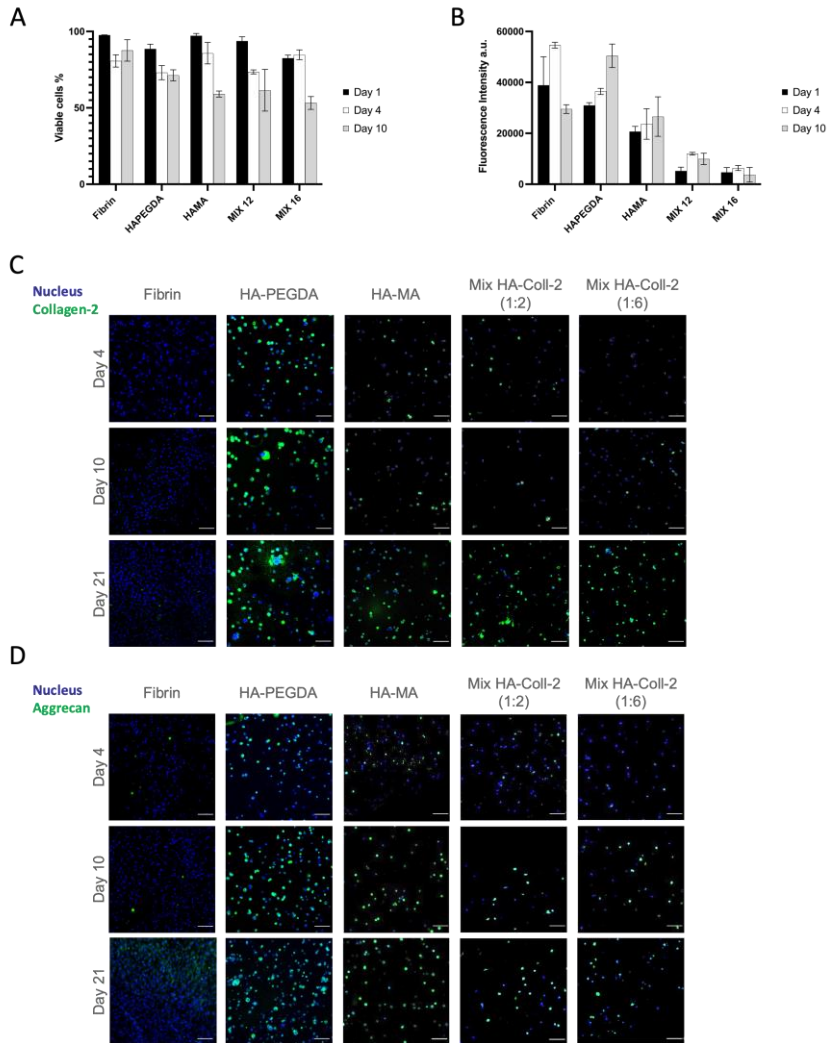 A
Viable cells %
100
50
0
Fibrin
HAPEGDA
HAMA
MIX 12
MIX 16
Day 1
Day 4
Day 10
B
Fluorescence Intensity a.u.
60000
40000
20000
0
Fibrin
HAPEGDA
HAMA
MIX 12
MIX 16
Day 1
Day 4
Day 10
C
Nucleus
Collagen-2
Fibrin
HA-PEGDA
HA-MA
Mix HA-Coll-2
(1:2)
Mix HA-Coll-2
(1:6)
Day 4
Day 10
Day 21
D
Nucleus
Aggrecan
Fibrin
HA-PEGDA
HA-MA
Mix HA-Coll-2
(1:2)
Mix HA-Coll-2
(1:6)
Day 4
Day 10
Day 21